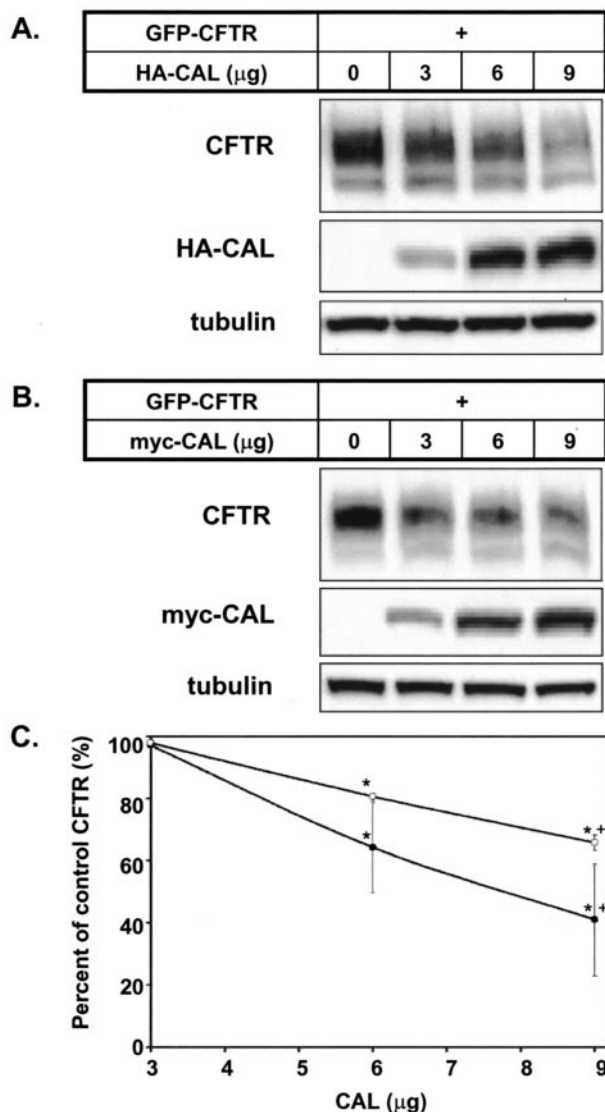 A.
GFP-CFTR +
HA-CAL (μg) 0 3 6 9
CFTR
HA-CAL
tubulin
B.
GFP-CFTR +
myc-CAL (μg) 0 3 6 9
CFTR
myc-CAL
tubulin
C.
Percent of control CFTR (%)
100
80
60
40
20
0
* *+
* *+
3 4 5 6 7 8 9
CAL (μg)